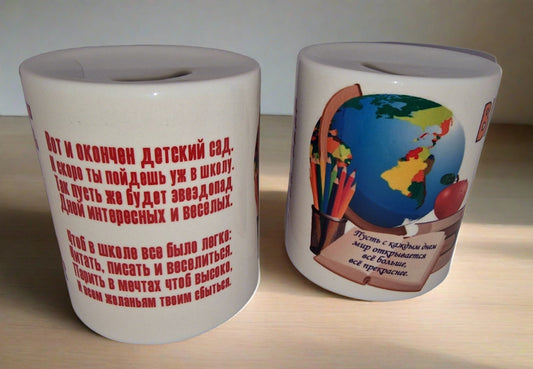 Вот и окончен детский сад.
И скоро ты пойдешь уж в школу.
Так пусть же будет звездопад
Дней интересных и веселых.
Чтоб в школе все было легко:
Читать, писать и веселиться.
Парить в мечтах чтоб высоко,
И всем желаньям твоим сбыться.
Пусть с каждым днем
мир открывается
всё больше,
всё прекраснее.